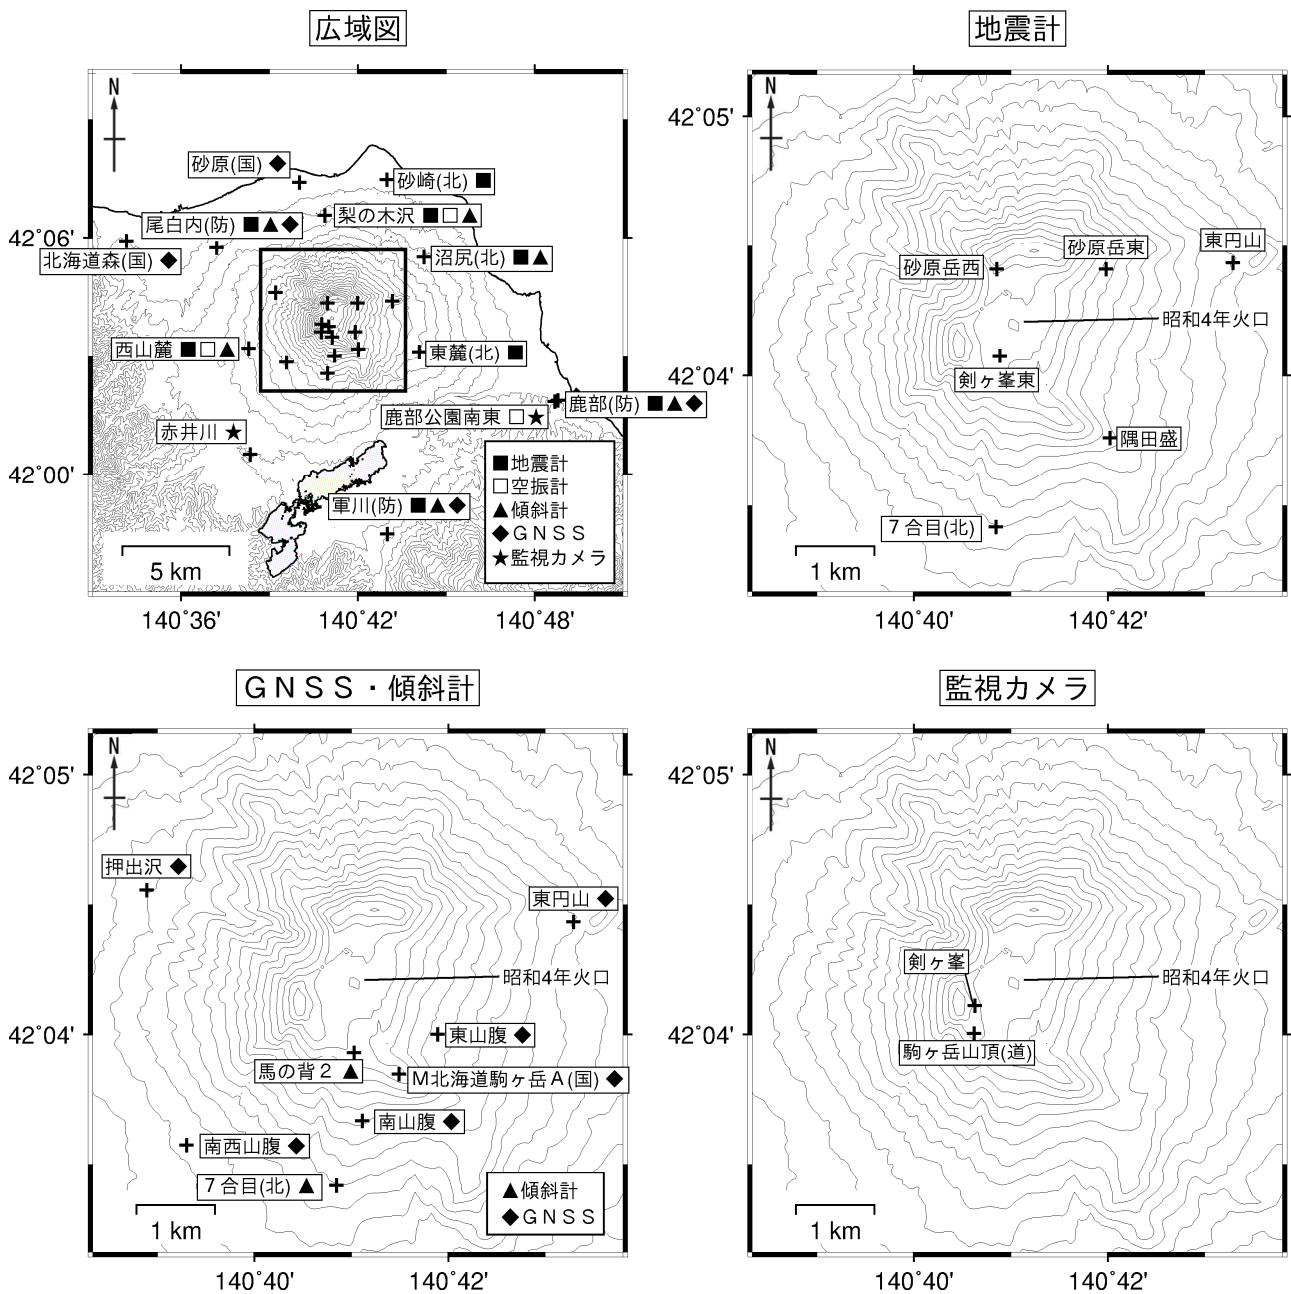 広域図
N
砂原(国) ◆
砂崎(北) ■
梨の木沢 ■□▲
尾白内(防) ■▲◆
42˚06'
北海道森(国) ◆
沼尻(北) ■▲
西山麓 ■□▲
東麓(北) ■
鹿部(防) ■▲◆
鹿部公園南東 □★
赤井川 ★
42˚00'
軍川(防) ■▲◆
■地震計
□空振計
▲傾斜計
◆ＧＮＳＳ
★監視カメラ
5 km
140˚36' 140˚42' 140˚48'
地震計
N
42˚05'
東円山
砂原岳東
砂原岳西
昭和4年火口
42˚04'
剣ヶ峯東
隅田盛
７合目(北)
1 km
140˚40' 140˚42'
ＧＮＳＳ・傾斜計
N
42˚05'
押出沢 ◆
東円山 ◆
昭和4年火口
42˚04'
東山腹 ◆
馬の背２ ▲
Ｍ北海道駒ヶ岳Ａ(国) ◆
南山腹 ◆
南西山腹 ◆
７合目(北) ▲
▲傾斜計
◆ＧＮＳＳ
1 km
140˚40' 140˚42'
監視カメラ
N
42˚05'
剣ヶ峯
昭和4年火口
42˚04'
駒ヶ岳山頂(道)
1 km
140˚40' 140˚42'